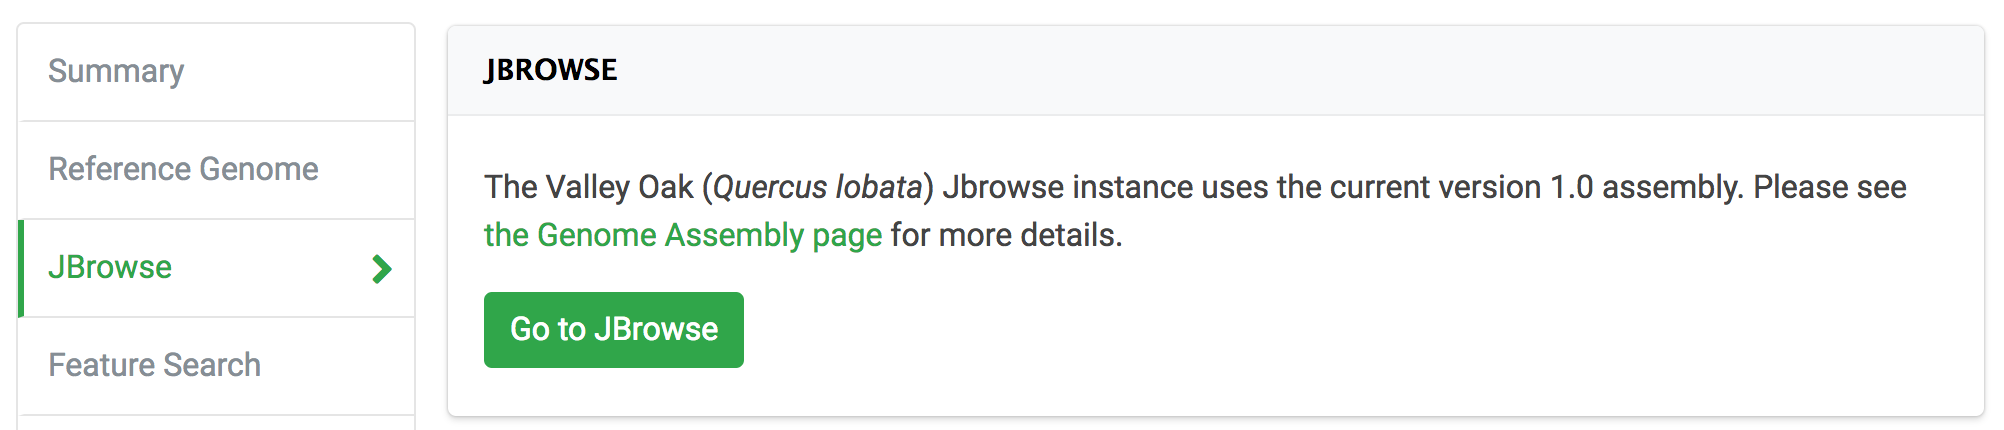 Summary
Reference Genome
JBrowse
Feature Search
JBROWSE
The Valley Oak (Quercus lobata) Jbrowse instance uses the current version 1.0 assembly. Please see
the Genome Assembly page for more details.
Go to JBrowse